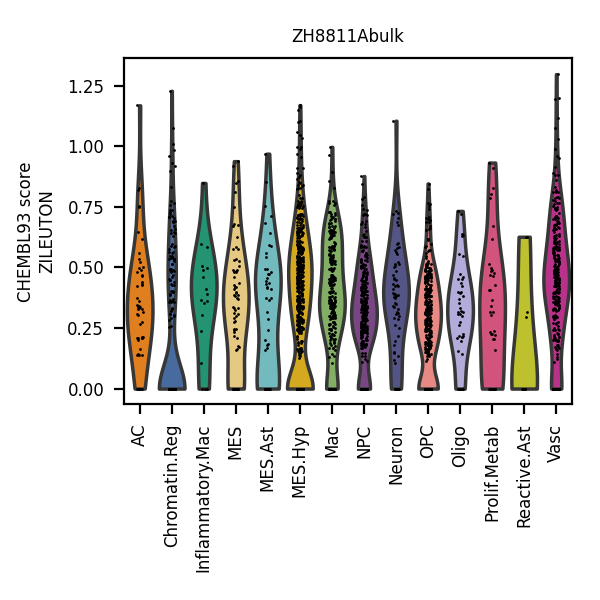 ZH8811Abulk
CHEMBL93 score
ZILEUTON
1.25
1.00
0.75
0.50
0.25
0.00
AC
Chromatin.Reg
Inflammatory.Mac
MES
MES.Ast
MES.Hyp
Mac
NPC
Neuron
OPC
Oligo
Prolif.Metab
Reactive.Ast
Vasc